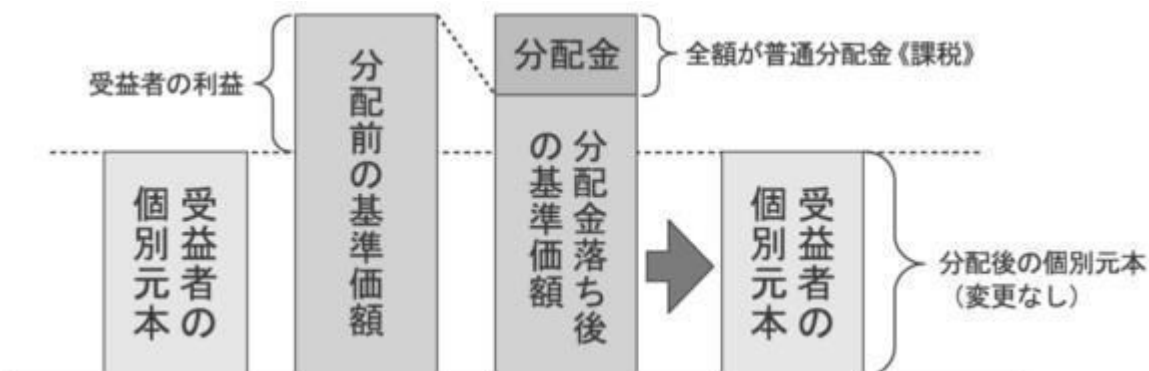 受益者の利益
受益者の
個別元本
分配前の基準価額
分配金
全額が普通分配金《課税》
分配金落ち後
の基準価額
受益者の
個別元本
分配後の個別元本
(変更なし)